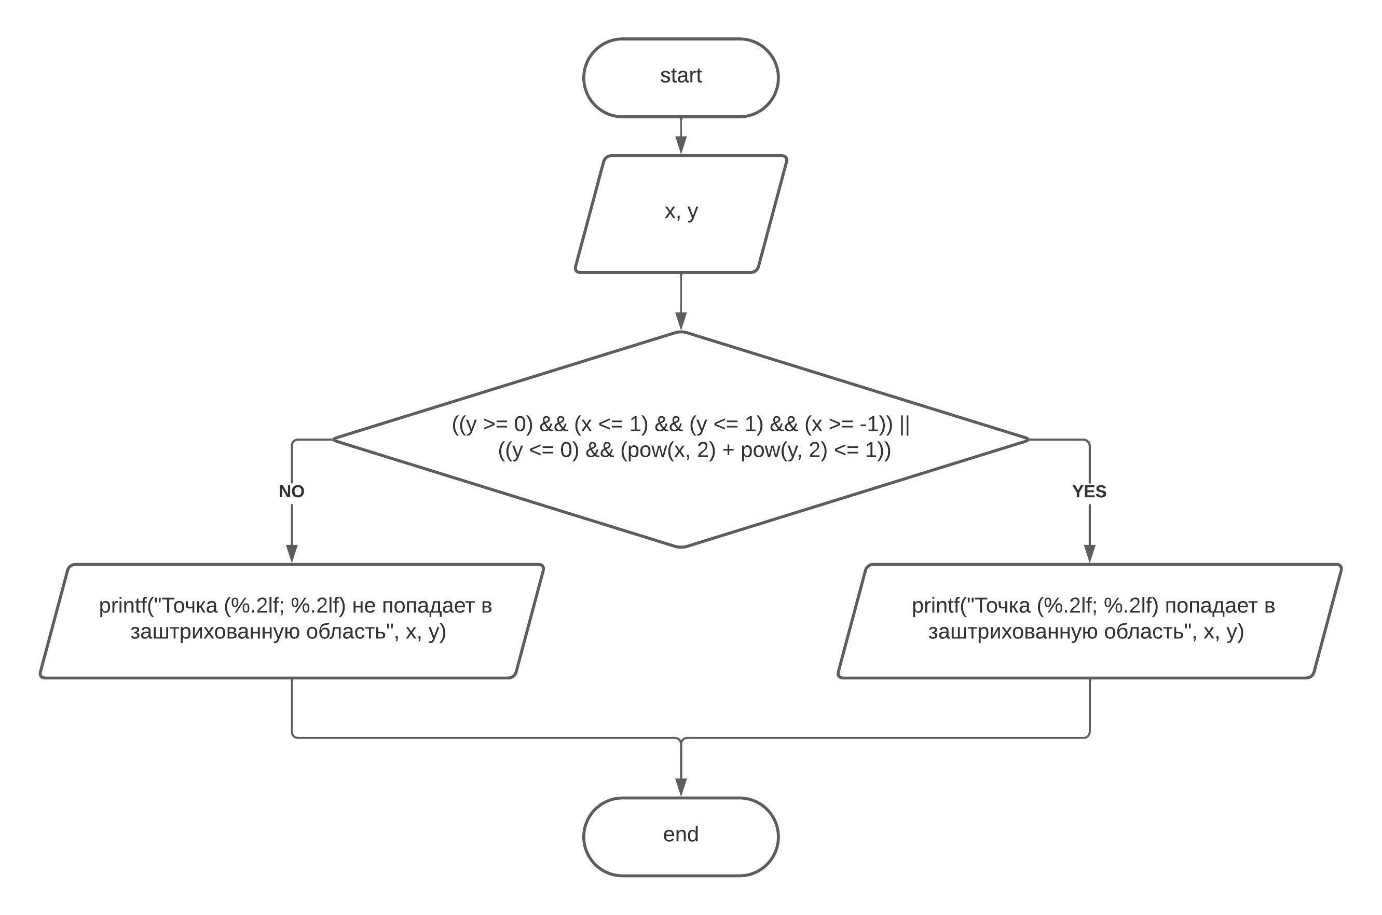 start
x, y
((y >= 0) && (x <= 1) && (y <= 1) && (x >= -1)) ||
((y <= 0) && (pow(x, 2) + pow(y, 2) <= 1))
NO
YES
printf("Точка (%.2lf; %.2lf) не попадает в
заштрихованную область", x, y)
printf("Точка (%.2lf; %.2lf) попадает в
заштрихованную область", x, y)
end